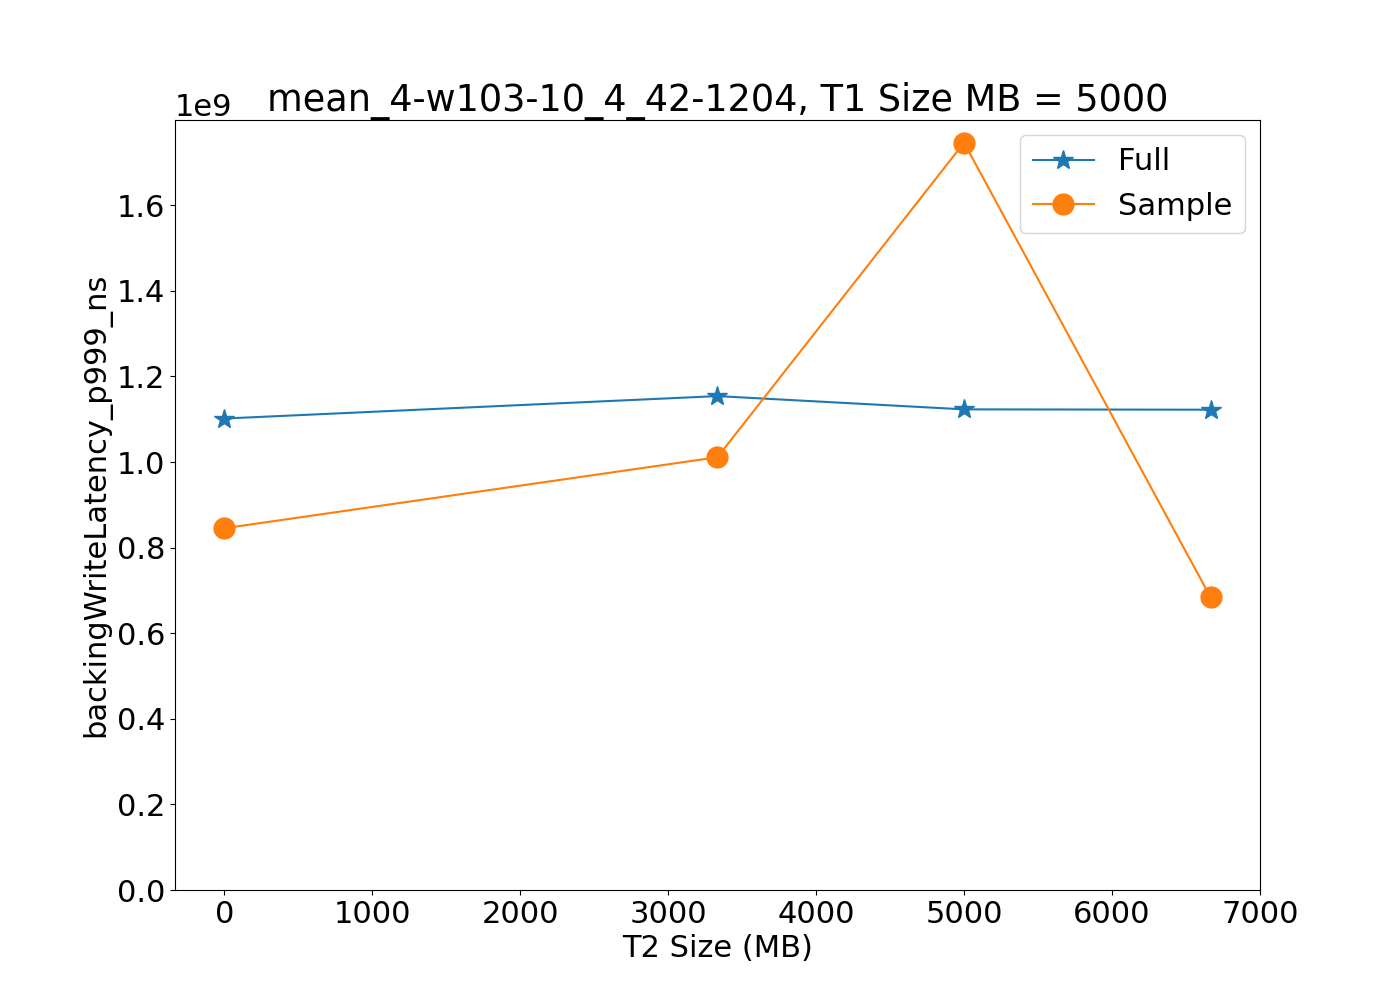 1e9
mean_4-w103-10_4_42-1204, T1 Size MB = 5000
Full
Sample
backingWriteLatency_p999_ns
1.6
1.4
1.2
1.0
0.8
0.6
0.4
0.2
0.0
0 1000 2000 3000 4000 5000 6000 7000
T2 Size (MB)